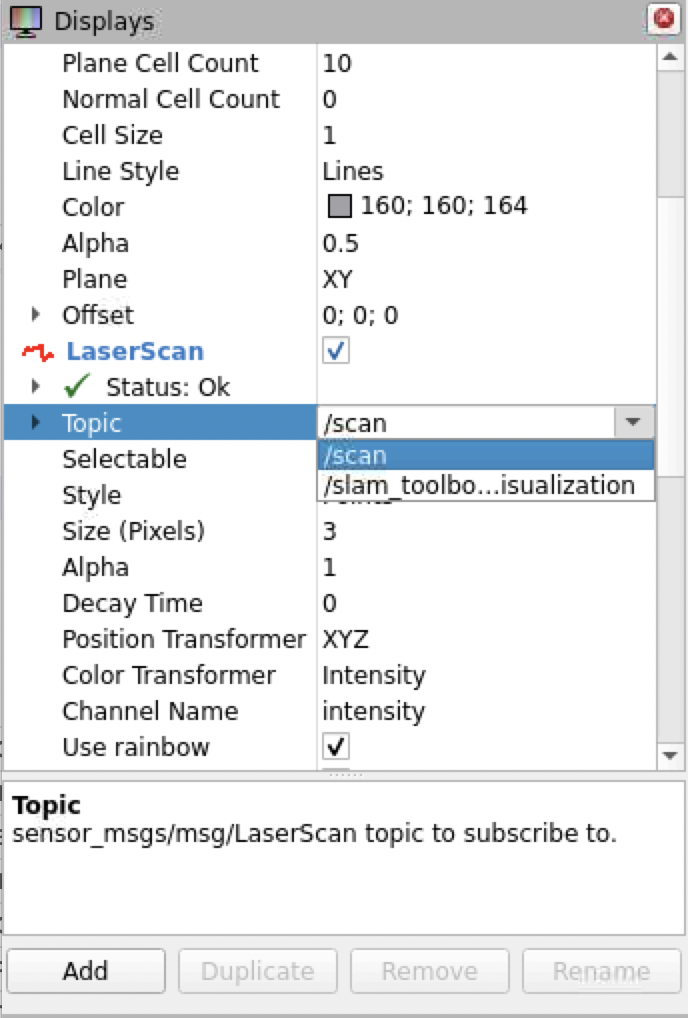 Displays
Plane Cell Count 10
Normal Cell Count 0
Cell Size 1
Line Style Lines
Color 160; 160; 164
Alpha 0.5
Plane XY
Offset 0; 0; 0
LaserScan
Status: Ok
Topic /scan
/scan
Selectable
/slam_toolbo...isualization
Style
Size (Pixels) 3
Alpha 1
Decay Time 0
Position Transformer XYZ
Color Transformer Intensity
Channel Name intensity
Use rainbow
Topic
sensor_msgs/msg/LaserScan topic to subscribe to.
Add Duplicate Remove Rename